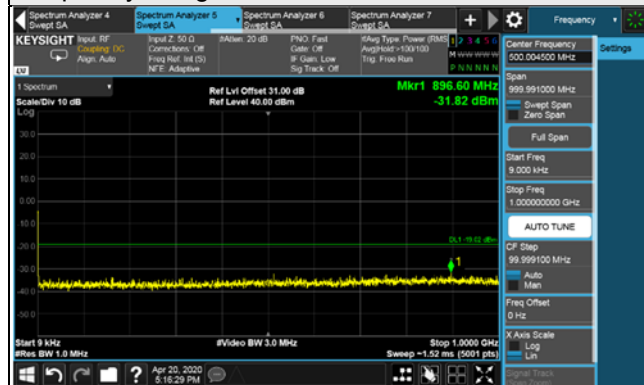 Spectrum Analyzer 4
Swept SA
Spectrum Analyzer 5
Swept SA
Spectrum Analyzer 6
Swept SA
Spectrum Analyzer 7
Swept SA
+
Frequency
KEYSIGHT
Input: RF
Coupling: DC
Align: Auto
Input Z: 50 Ω
Corrections: Off
Freq Ref: Int (S)
NFE: Adaptive
#Atten: 20 dB
PNO: Fast
Gate: Off
IF Gain: Low
Sig Track: Off
#Avg Type: Power (RMS
Avg|Hold:>100/100
Trig: Free Run
1 2 3 4 5 6
M W W W W W
P N N N N N
LXI
Center Frequency
500.004500 MHz
Settings
Span
999.991000 MHz
Swept Span
Zero Span
Full Span
Start Freq
9.000 kHz
Stop Freq
1.000000000 GHz
AUTO TUNE
CF Step
99.999100 MHz
Auto
Man
Freq Offset
0 Hz
X Axis Scale
Log
Lin
Signal Track
1 Spectrum
Scale/Div 10 dB
Log
Ref Lvl Offset 31.00 dB
Ref Level 40.00 dBm
Mkr1 896.60 MHz
-31.82 dBm
30.0
20.0
10.0
0.00
-10.0
-20.0
-30.0
-40.0
-50.0
DL1 -19.02 dBm
1
Start 9 kHz
#Res BW 1.0 MHz
#Video BW 3.0 MHz
Stop 1.0000 GHz
Sweep ~1.52 ms (5001 pts)
?
Apr 20, 2020
5:16:29 PM